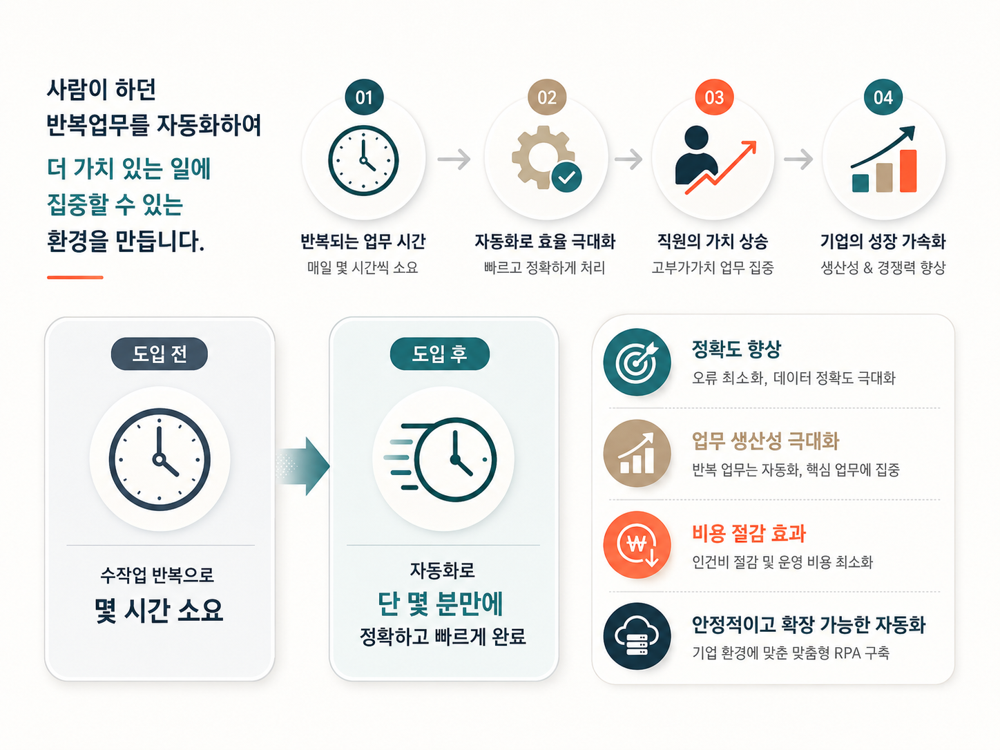 사람이 하던
반복업무를 자동화하여
더 가치 있는 일에
집중할 수 있는
환경을 만듭니다.
01
반복되는 업무 시간
매일 몇 시간씩 소요
02
자동화로 효율 극대화
빠르고 정확하게 처리
03
직원의 가치 상승
고부가가치 업무 집중
04
기업의 성장 가속화
생산성 & 경쟁력 향상
도입 전
수작업 반복으로
몇 시간 소요
도입 후
자동화로
단 몇 분만에
정확하고 빠르게 완료
정확도 향상
오류 최소화, 데이터 정확도 극대화
업무 생산성 극대화
반복 업무는 자동화, 핵심 업무에 집중
₩
비용 절감 효과
인건비 절감 및 운영 비용 최소화
안정적이고 확장 가능한 자동화
기업 환경에 맞춘 맞춤형 RPA 구축